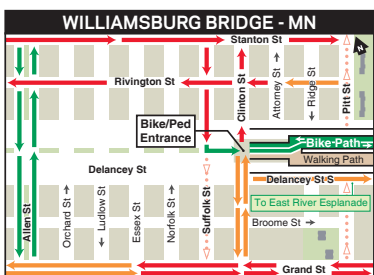 WILLIAMSBURG BRIDGE - MN
Stanton St
Rivington St
Clinton St
Attorney St
Ridge St
Pitt St
N
Bike/Ped
Entrance
Bike Path
Walking Path
Delancey St
Delancey St S
To East River Esplanade
Allen St
Orchard St
Ludlow St
Essex St
Norfolk St
Suffolk St
Broome St
Grand St